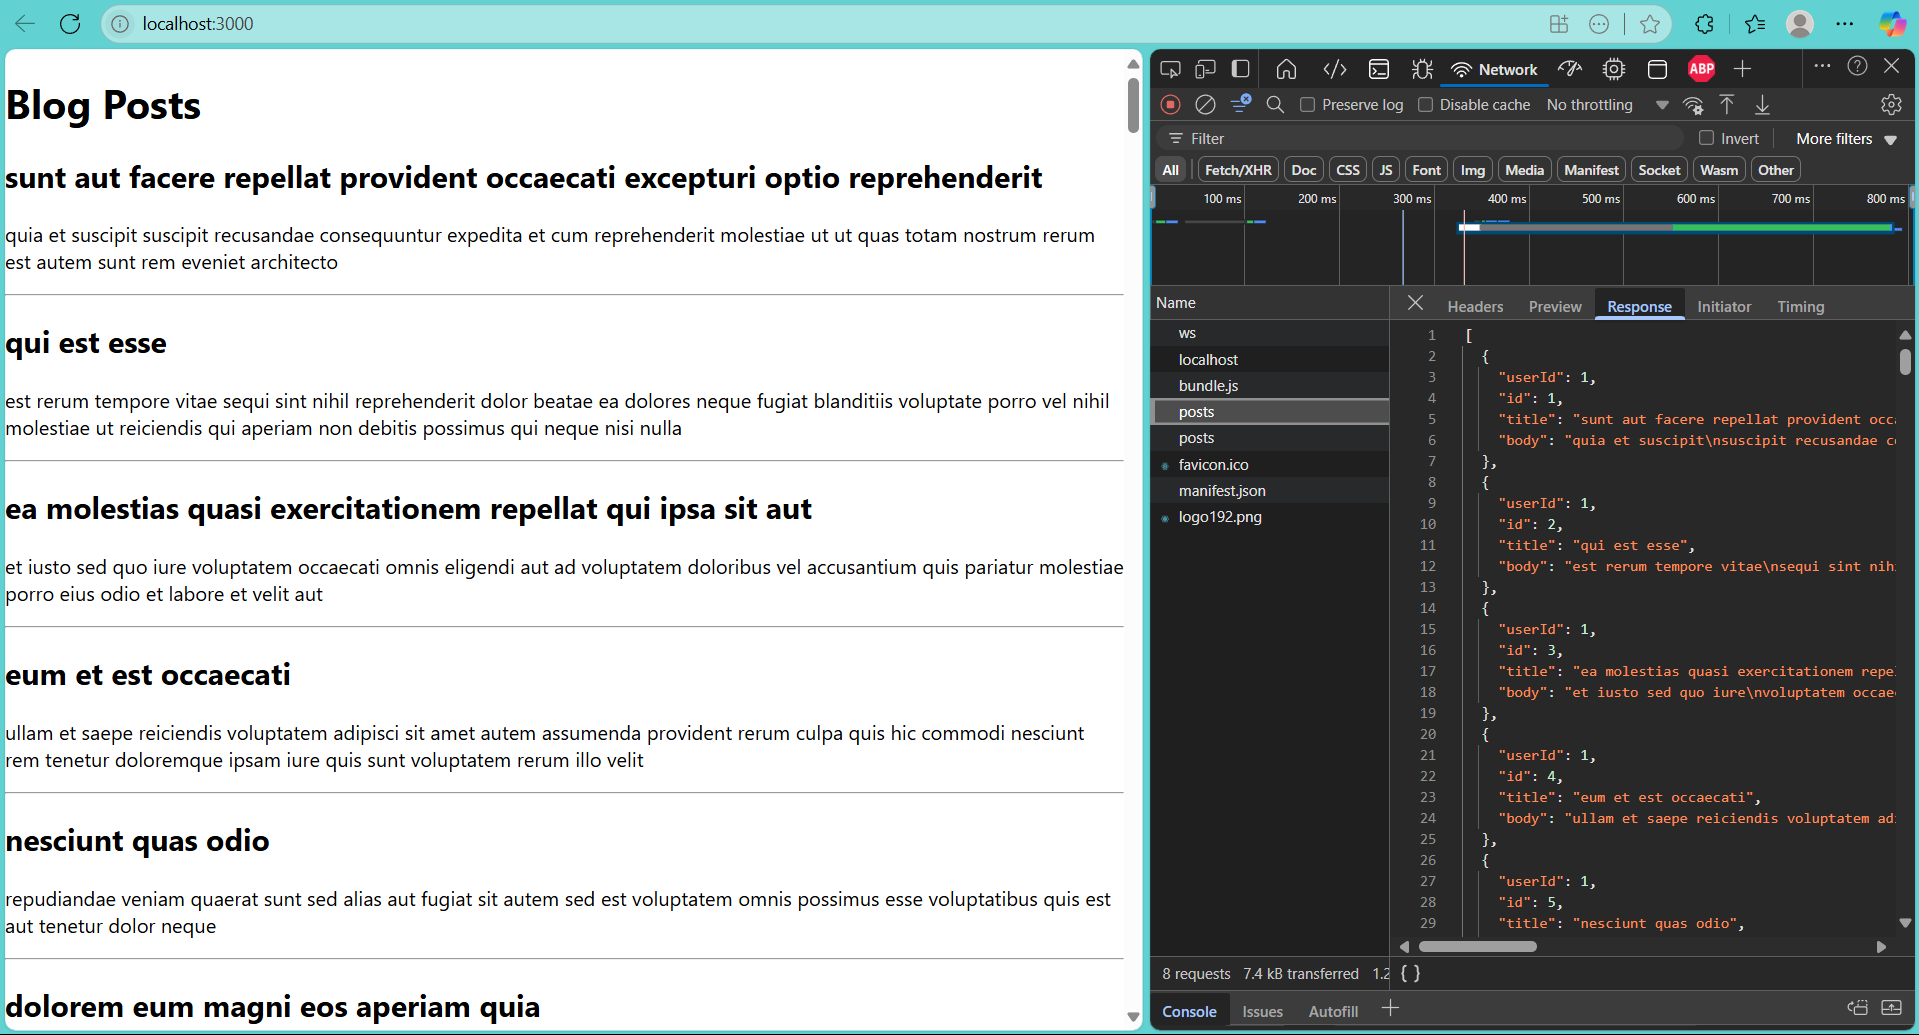 localhost:3000
Blog Posts
sunt aut facere repellat provident occaecati excepturi optio reprehenderit
quia et suscipit suscipit recusandae consequuntur expedita et cum reprehenderit molestiae ut ut quas totam nostrum rerum
est autem sunt rem eveniet architecto
qui est esse
est rerum tempore vitae sequi sint nihil reprehenderit dolor beatae ea dolores neque fugiat blanditiis voluptate porro vel nihil
molestiae ut reiciendis qui aperiam non debitis possimus qui neque nisi nulla
ea molestias quasi exercitationem repellat qui ipsa sit aut
et iusto sed quo iure voluptatem occaecati omnis eligendi aut ad voluptatem doloribus vel accusantium quis pariatur molestiae
porro eius odio et labore et velit aut
eum et est occaecati
ullam et saepe reiciendis voluptatem adipisci sit amet autem assumenda provident rerum culpa quis hic commodi nesciunt
rem tenetur doloremque ipsam iure quis sunt voluptatem rerum illo velit
nesciunt quas odio
repudiandae veniam quaerat sunt sed alias aut fugiat sit autem sed est voluptatem omnis possimus esse voluptatibus quis est
aut tenetur dolor neque
dolorem eum magni eos aperiam quia
Network ABP
Preserve log Disable cache No throttling
Filter Invert More filters
All Fetch/XHR Doc CSS JS Font Img Media Manifest Socket Wasm Other
100 ms 200 ms 300 ms 400 ms 500 ms 600 ms 700 ms 800 ms
Name
ws
localhost
bundle.js
posts
posts
favicon.ico
manifest.json
logo192.png
Headers Preview Response Initiator Timing
1 [
2 {
3 "userId": 1,
4 "id": 1,
5 "title": "sunt aut facere repellat provident occa
6 "body": "quia et suscipit\nsuscipit recusandae co
7 },
8 {
9 "userId": 1,
10 "id": 2,
11 "title": "qui est esse",
12 "body": "est rerum tempore vitae\nsequi sint nihi
13 },
14 {
15 "userId": 1,
16 "id": 3,
17 "title": "ea molestias quasi exercitationem repel
18 "body": "et iusto sed quo iure\nvoluptatem occaec
19 },
20 {
21 "userId": 1,
22 "id": 4,
23 "title": "eum et est occaecati",
24 "body": "ullam et saepe reiciendis voluptatem adi
25 },
26 {
27 "userId": 1,
28 "id": 5,
29 "title": "nesciunt quas odio",
8 requests 7.4 kB transferred 1.2 { }
Console Issues Autofill